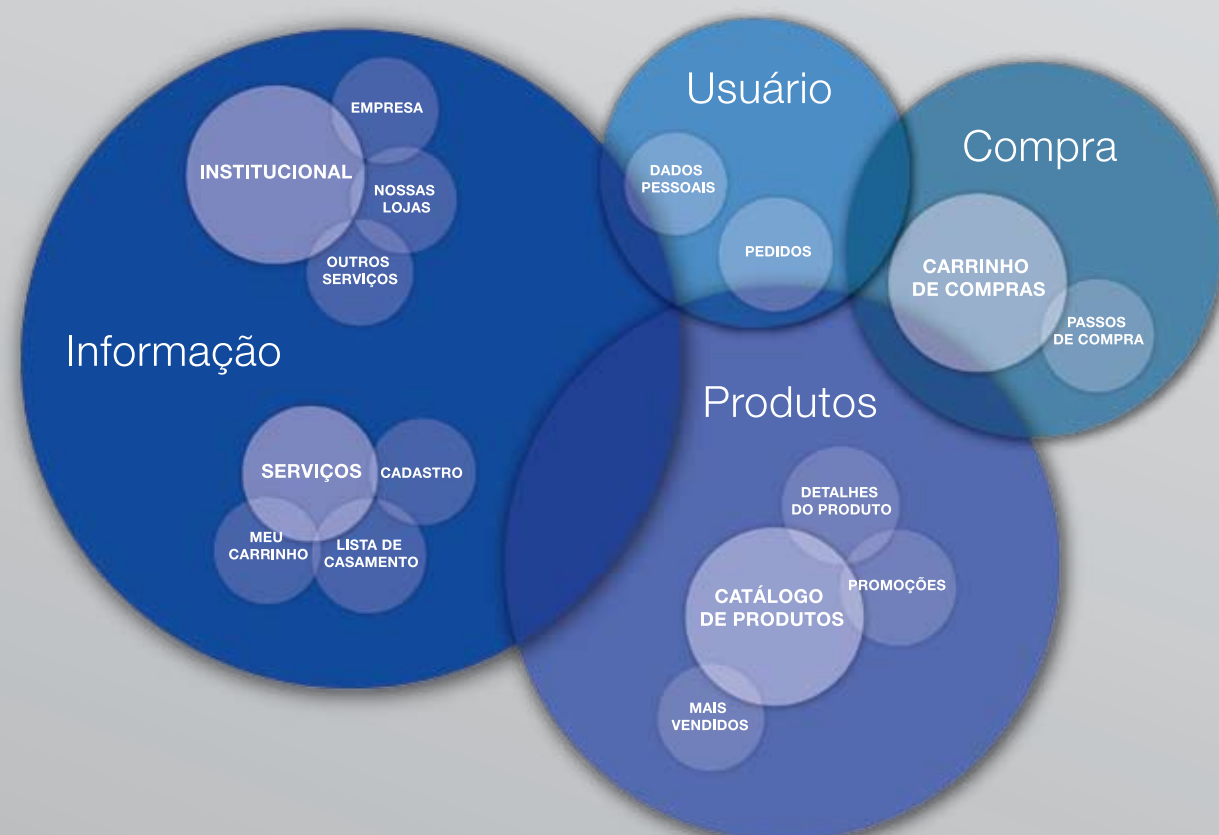 Informação
INSTITUCIONAL
EMPRESA
NOSSAS
LOJAS
OUTROS
SERVIÇOS
SERVIÇOS
CADASTRO
MEU
CARRINHO
LISTA DE
CASAMENTO
Usuário
DADOS
PESSOAIS
PEDIDOS
Compra
CARRINHO
DE COMPRAS
PASSOS
DE COMPRA
Produtos
DETALHES
DO PRODUTO
CATÁLOGO
DE PRODUTOS
PROMOÇÕES
MAIS
VENDIDOS